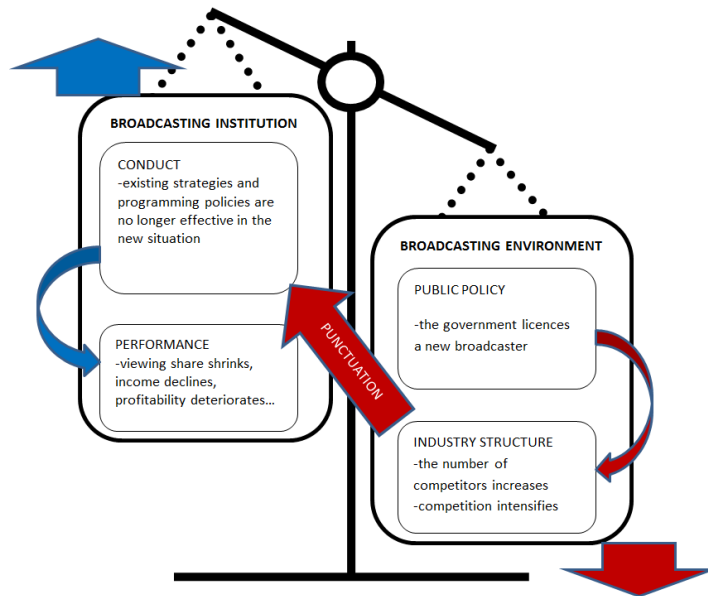 BROADCASTING INSTITUTION
CONDUCT
-existing strategies and
programming policies are
no longer effective in the
new situation
PERFORMANCE
-viewing share shrinks,
income declines,
profitability deteriorates…
PUNCTUATION
BROADCASTING ENVIRONMENT
PUBLIC POLICY
-the government licences
a new broadcaster
INDUSTRY STRUCTURE
-the number of
competitors increases
-competition intensifies